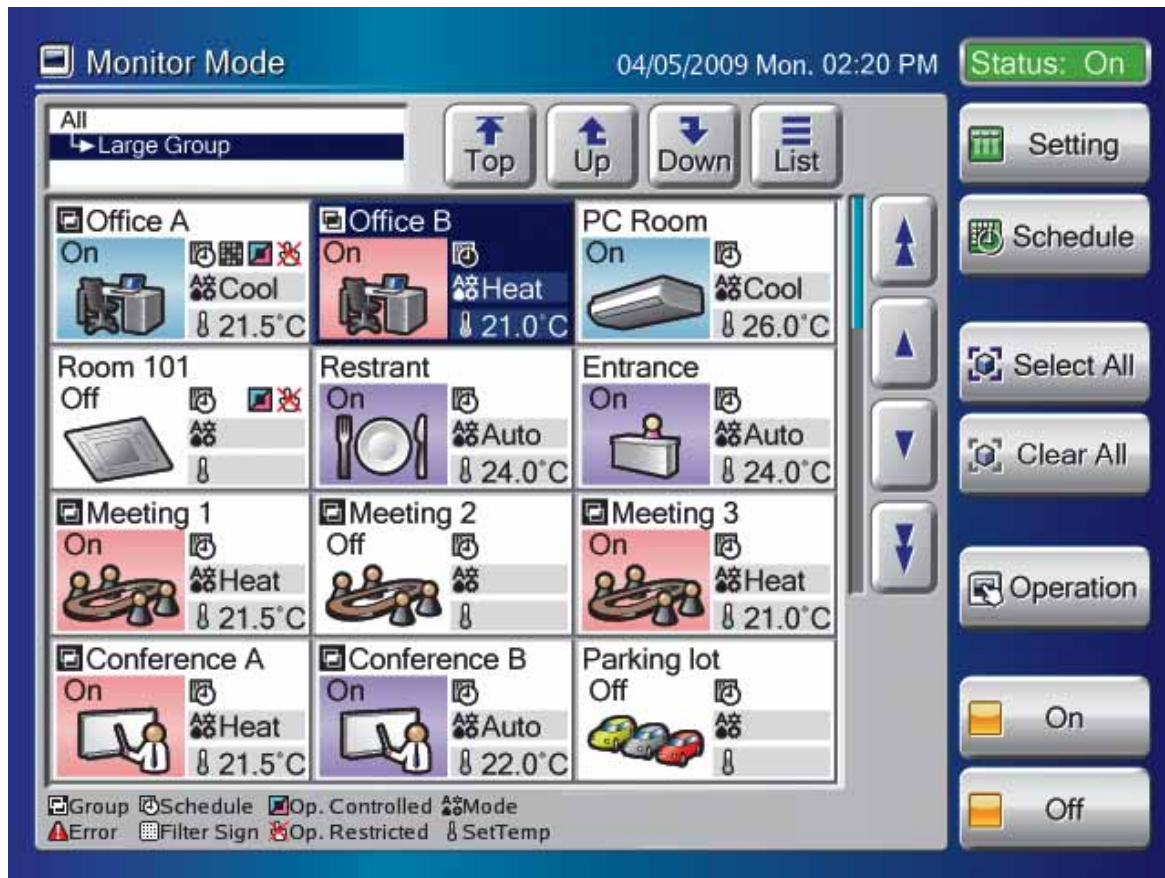 Monitor Mode
04/05/2009 Mon. 02:20 PM
Status: On
All
Large Group
Top
Up
Down
List
Setting
Schedule
Select All
Clear All
Operation
On
Off
Office A
On
Cool
21.5°C
Office B
On
Heat
21.0°C
PC Room
On
Cool
26.0°C
Room 101
Off
Restrant
On
Auto
24.0°C
Entrance
On
Auto
24.0°C
Meeting 1
On
Heat
21.5°C
Meeting 2
Off
Meeting 3
On
Heat
21.0°C
Conference A
On
Heat
21.5°C
Conference B
On
Auto
22.0°C
Parking lot
Off
Group Schedule Op. Controlled Mode
Error Filter Sign Op. Restricted SetTemp